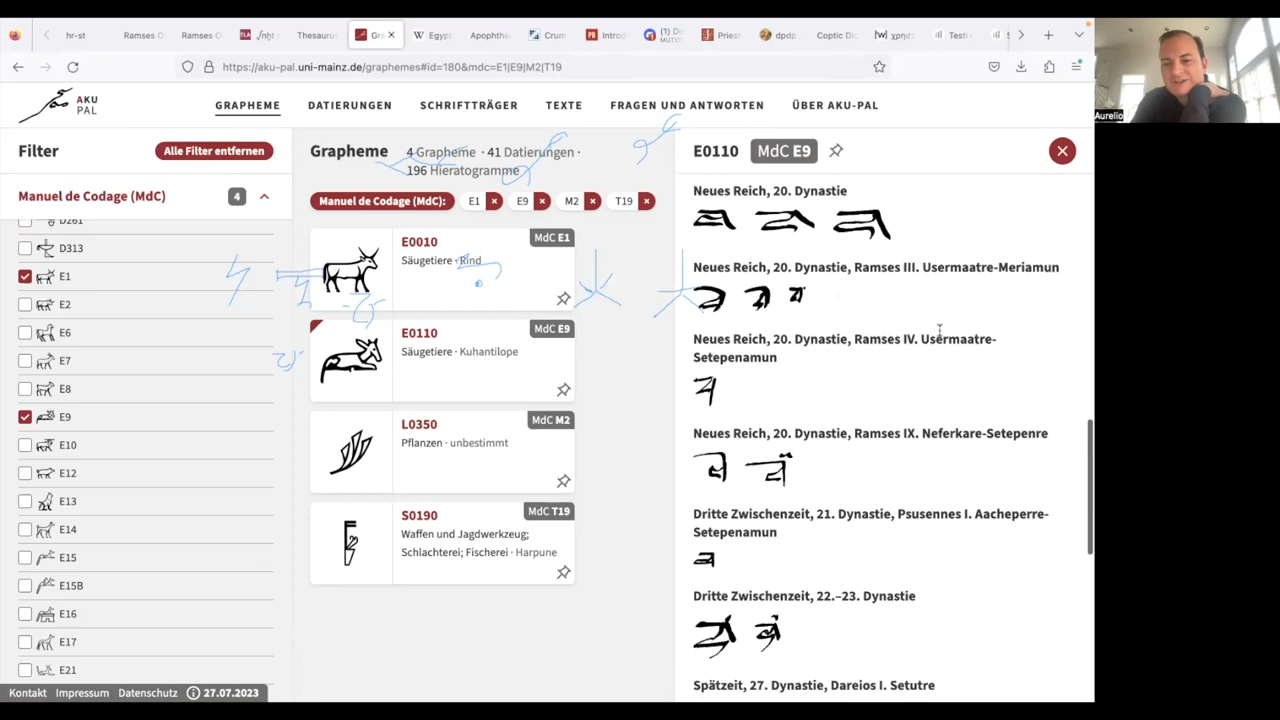 hr-st
Ramses O
Ramses O
Thesauru
Gra
Egypt
Apophthe
Crum
Introd
(1) D
MUTE
Priest
dpdp
Coptic Dic
χρησ
Testi
https://aku-pal.uni-mainz.de/graphemes#id=180&mdc=E1|E9|M2|T19
AKU
PAL
GRAPHEME
DATIERUNGEN
SCHRIFTTRÄGER
TEXTE
FRAGEN UND ANTWORTEN
ÜBER AKU-PAL
Aurelio
Filter
Alle Filter entfernen
Manuel de Codage (MdC)
4
D261
D313
E1
E2
E6
E7
E8
E9
E10
E12
E13
E14
E15
E15B
E16
E17
E21
Kontakt
Impressum
Datenschutz
27.07.2023
Grapheme
4 Grapheme · 41 Datierungen ·
196 Hieratogramme
Manuel de Codage (MdC):
E1
E9
M2
T19
E0010
MdC E1
Säugetiere · Rind
E0110
MdC E9
Säugetiere · Kuhantilope
L0350
MdC M2
Pflanzen · unbestimmt
S0190
MdC T19
Waffen und Jagdwerkzeug;
Schlachterei; Fischerei · Harpune
E0110
MdC E9
Neues Reich, 20. Dynastie
Neues Reich, 20. Dynastie, Ramses III. Usermaatre-Meriamun
Neues Reich, 20. Dynastie, Ramses IV. Usermaatre-
Setepenamun
Neues Reich, 20. Dynastie, Ramses IX. Neferkare-Setepenre
Dritte Zwischenzeit, 21. Dynastie, Psusennes I. Aacheperre-
Setepenamun
Dritte Zwischenzeit, 22.–23. Dynastie
Spätzeit, 27. Dynastie, Dareios I. Setutre